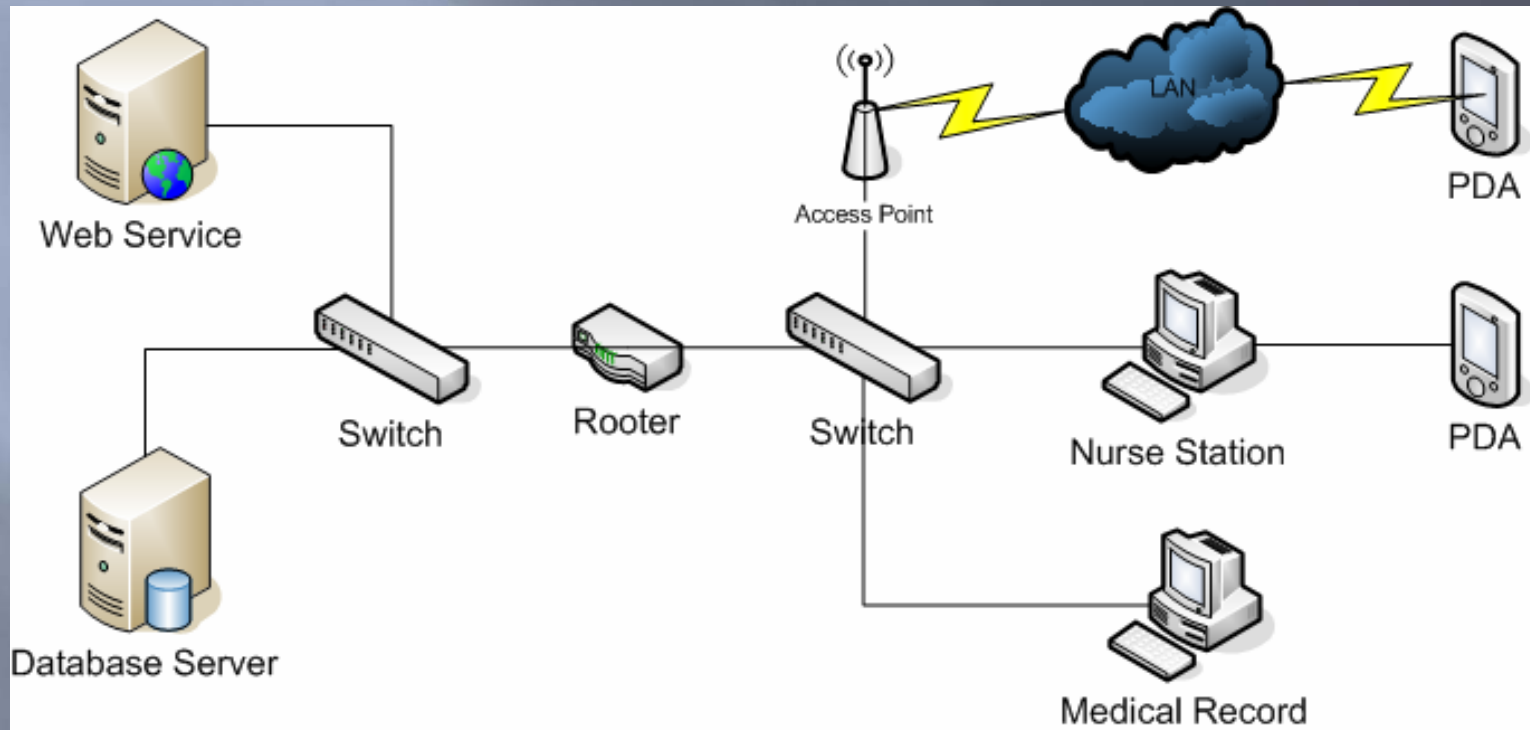 LAN
PDA
Access Point
Web Service
Switch
Rooter
Switch
Nurse Station
PDA
Database Server
Medical Record